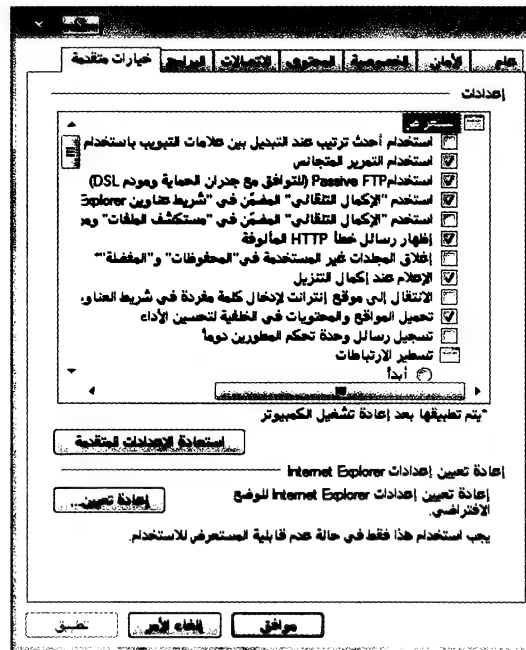 عام الأمان الخصوصية المحتوى الاتصالات البرامج خيارات متقدمة
إعدادات
مستعرض
استخدام أحدث ترتيب عند التبديل بين علامات التبويب باستخدام
استخدام التمرير المتجانس
استخدام Passive FTP (للتوافق مع جدران الحماية ومودم DSL)
استخدم "الإكمال التلقائي" المضمّن في "شريط عناوين Explorer
استخدم "الإكمال التلقائي" المضمّن في "مستكشف الملفات" ومر
إظهار رسائل خطأ HTTP المألوفة
إغلاق المجلدات غير المستخدمة في"المحفوظات" و"المفضلة"*
الإعلام عند إكمال التنزيل
الانتقال إلى موقع إنترانت لإدخال كلمة مفردة في شريط العناو
تحميل المواقع والمحتويات في الخلفية لتحسين الأداء
تسجيل رسائل وحدة تحكم المطورين دوماً
تسطير الارتباطات
أبداً
*يتم تطبيقها بعد إعادة تشغيل الكمبيوتر
استعادة الإعدادات المتقدمة
إعادة تعيين إعدادات Internet Explorer
إعادة تعيين إعدادات Internet Explorer للوضع
الافتراضي.
إعادة تعيين...
يجب استخدام هذا فقط في حالة عدم قابلية المستعرض للاستخدام.
موافق إلغاء الأمر تطبيق